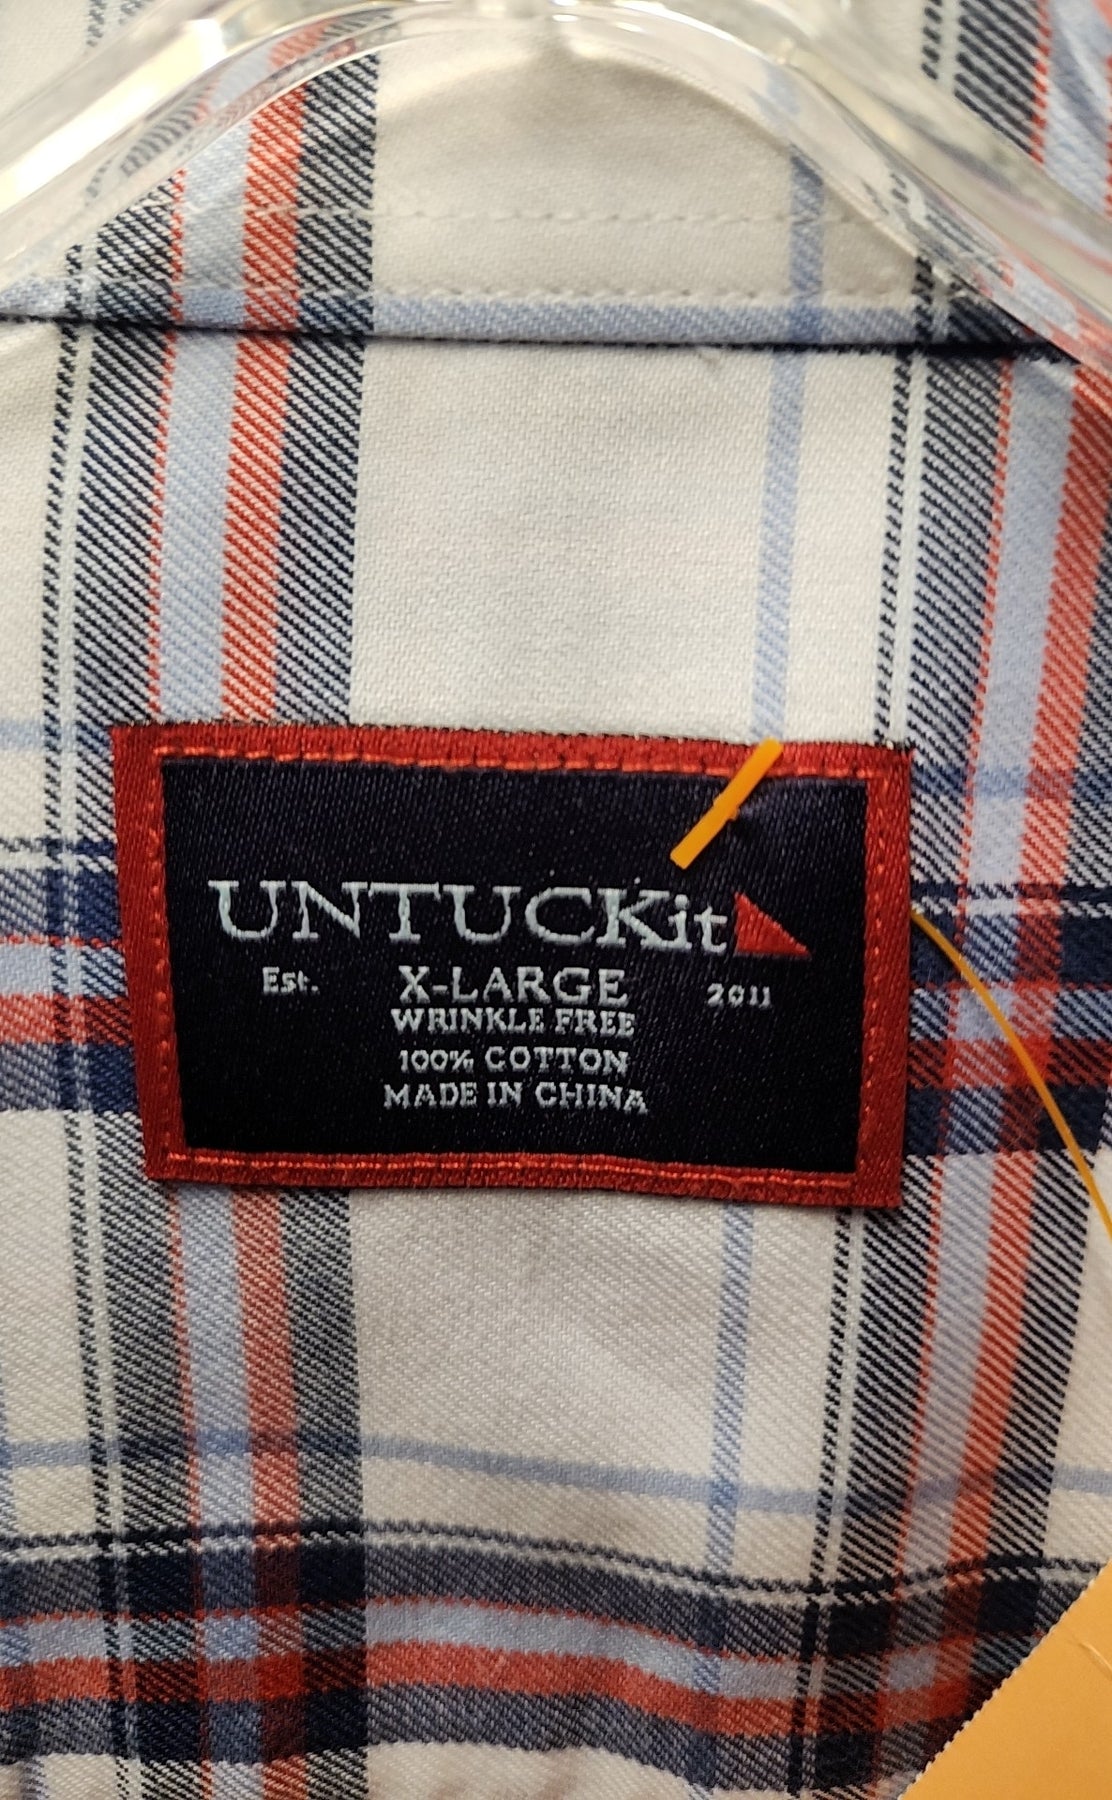 UNTUCKit
Est. X-LARGE 2011
WRINKLE FREE
100% COTTON
MADE IN CHINA